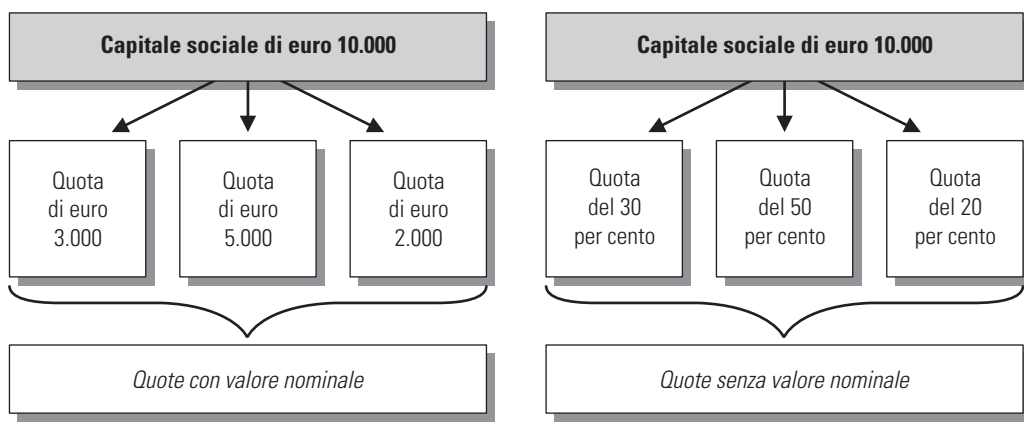 Capitale sociale di euro 10.000
Quota
di euro
3.000
Quota
di euro
5.000
Quota
di euro
2.000
Quote con valore nominale
Capitale sociale di euro 10.000
Quota
del 30
per cento
Quota
del 50
per cento
Quota
del 20
per cento
Quote senza valore nominale